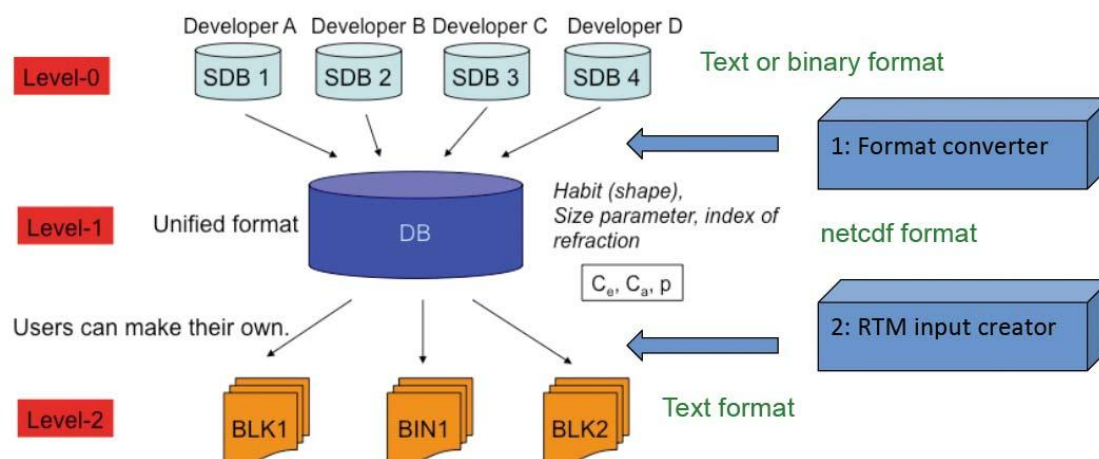 Developer A Developer B Developer C Developer D
Level-0
SDB 1 SDB 2 SDB 3 SDB 4
Text or binary format
1: Format converter
Level-1
Unified format
DB
Habit (shape),
Size parameter, index of
refraction
netcdf format
Ce, Ca, p
Users can make their own.
2: RTM input creator
Level-2
BLK1 BIN1 BLK2
Text format